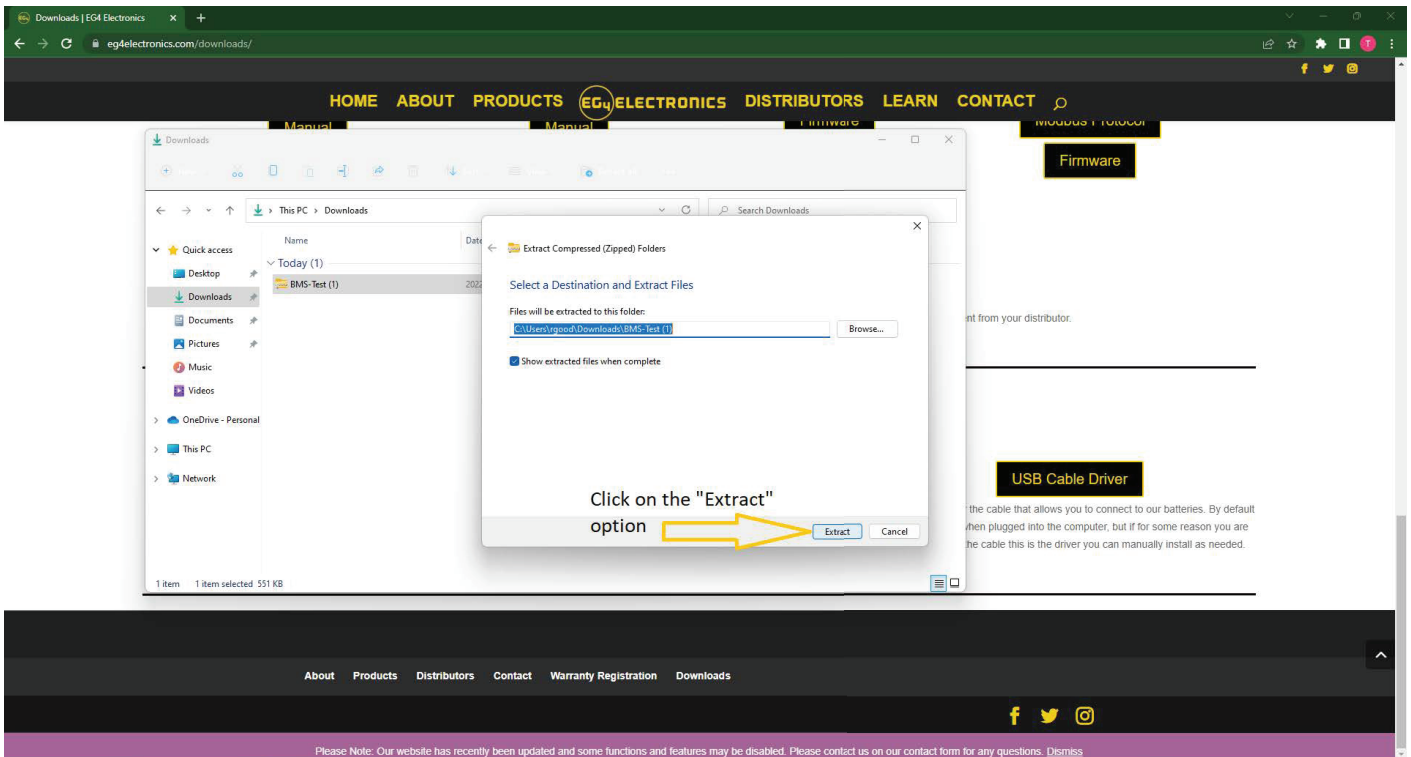 Downloads | EG4 Electronics
eg4electronics.com/downloads/
T
HOME ABOUT PRODUCTS EG4 ELECTRONICS DISTRIBUTORS LEARN CONTACT
Manual Manual Firmware Modbus Protocol
Firmware
Downloads
This PC > Downloads
Search Downloads
Name Date
Quick access
Today (1)
Desktop
BMS-Test (1) 2022
Downloads
Documents
Pictures
Music
Videos
OneDrive - Personal
This PC
Network
1 item 1 item selected 551 KB
Extract Compressed (Zipped) Folders
Select a Destination and Extract Files
Files will be extracted to this folder:
C:\Users\rgood\Downloads\BMS-Test (1)
Browse...
Show extracted files when complete
Click on the "Extract"
option
Extract Cancel
nt from your distributor.
USB Cable Driver
the cable that allows you to connect to our batteries. By default
hen plugged into the computer, but if for some reason you are
he cable this is the driver you can manually install as needed.
About Products Distributors Contact Warranty Registration Downloads
Please Note: Our website has recently been updated and some functions and features may be disabled. Please contact us on our contact form for any questions. Dismiss